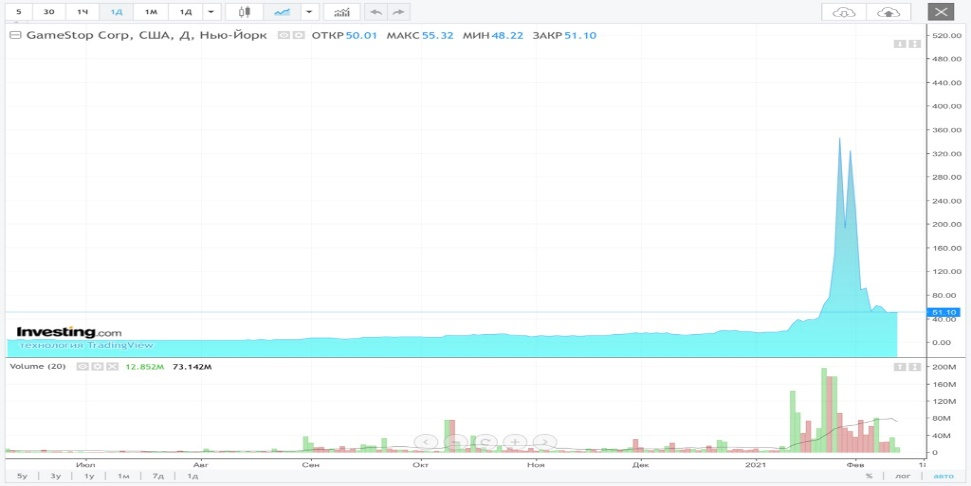 5 30 1Ч 1Д 1М 1Д
GameStop Corp, США, Д, Нью-Йорк ОТКР 50.01 МАКС 55.32 МИН 48.22 ЗАКР 51.10
520.00
480.00
440.00
400.00
360.00
320.00
280.00
240.00
200.00
160.00
120.00
80.00
51.10
40.00
0.00
Investing.com
технология TradingView
Volume (20) 12.852M 73.142M
200M
160M
120M
80M
40M
0
Июл Авг Сен Окт Ноя Дек 2021 Фев
5y 3y 1y 1м 7д 1д % лог авто